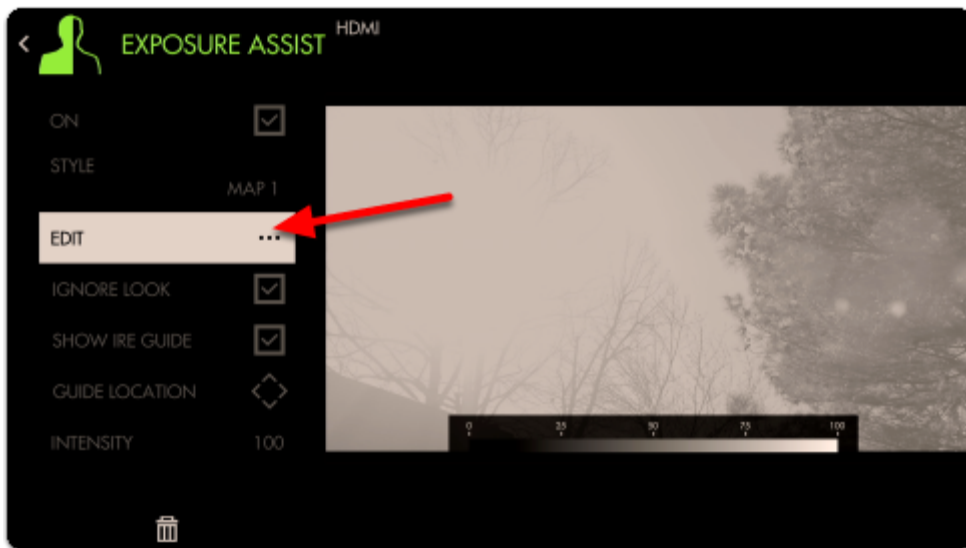 HDMI
EXPOSURE ASSIST
ON
STYLE
MAP 1
EDIT ...
IGNORE LOOK
SHOW IRE GUIDE
GUIDE LOCATION
INTENSITY 100
0 25 50 75 100